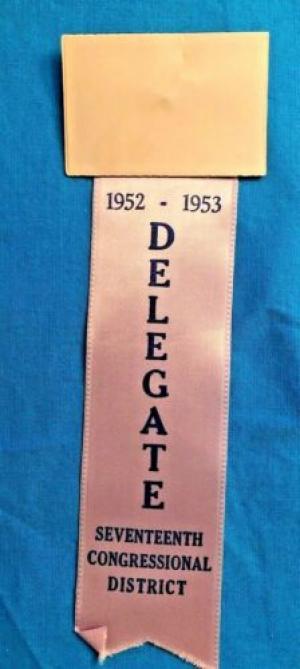 1952 - 1953
DELEGATE
SEVENTEENTH
CONGRESSIONAL
DISTRICT